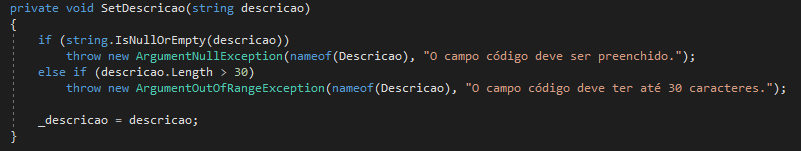 private void SetDescricao(string descricao)
{
if (string.IsNullOrEmpty(descricao))
throw new ArgumentNullException(nameof(Descricao), "O campo código deve ser preenchido.");
else if (descricao.Length > 30)
throw new ArgumentOutOfRangeException(nameof(Descricao), "O campo código deve ter até 30 caracteres.");
_descricao = descricao;
}